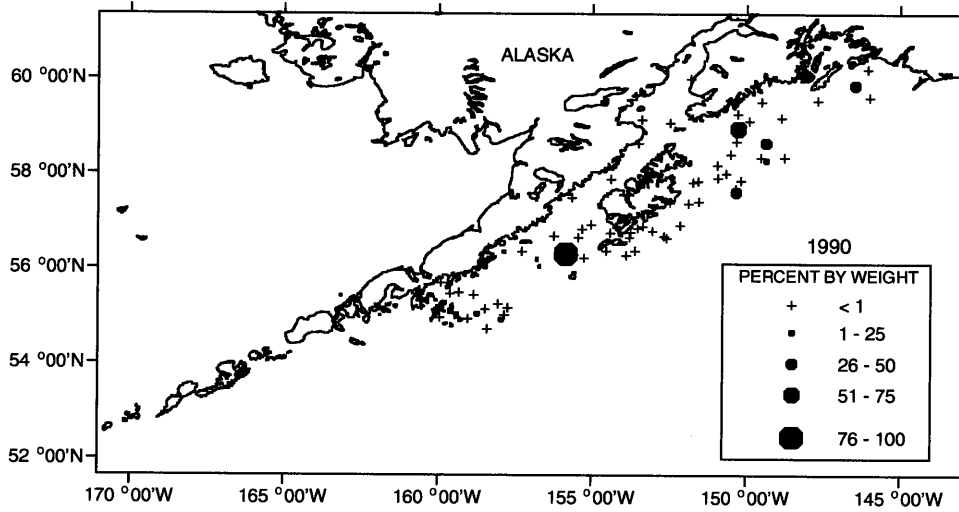 ALASKA
60 °00'N
58 °00'N
56 °00'N
54 °00'N
52 °00'N
1990
PERCENT BY WEIGHT
+ < 1
1 - 25
26 - 50
51 - 75
76 - 100
170 °00'W
165 °00'W
160 °00'W
155 °00'W
150 °00'W
145 °00'W